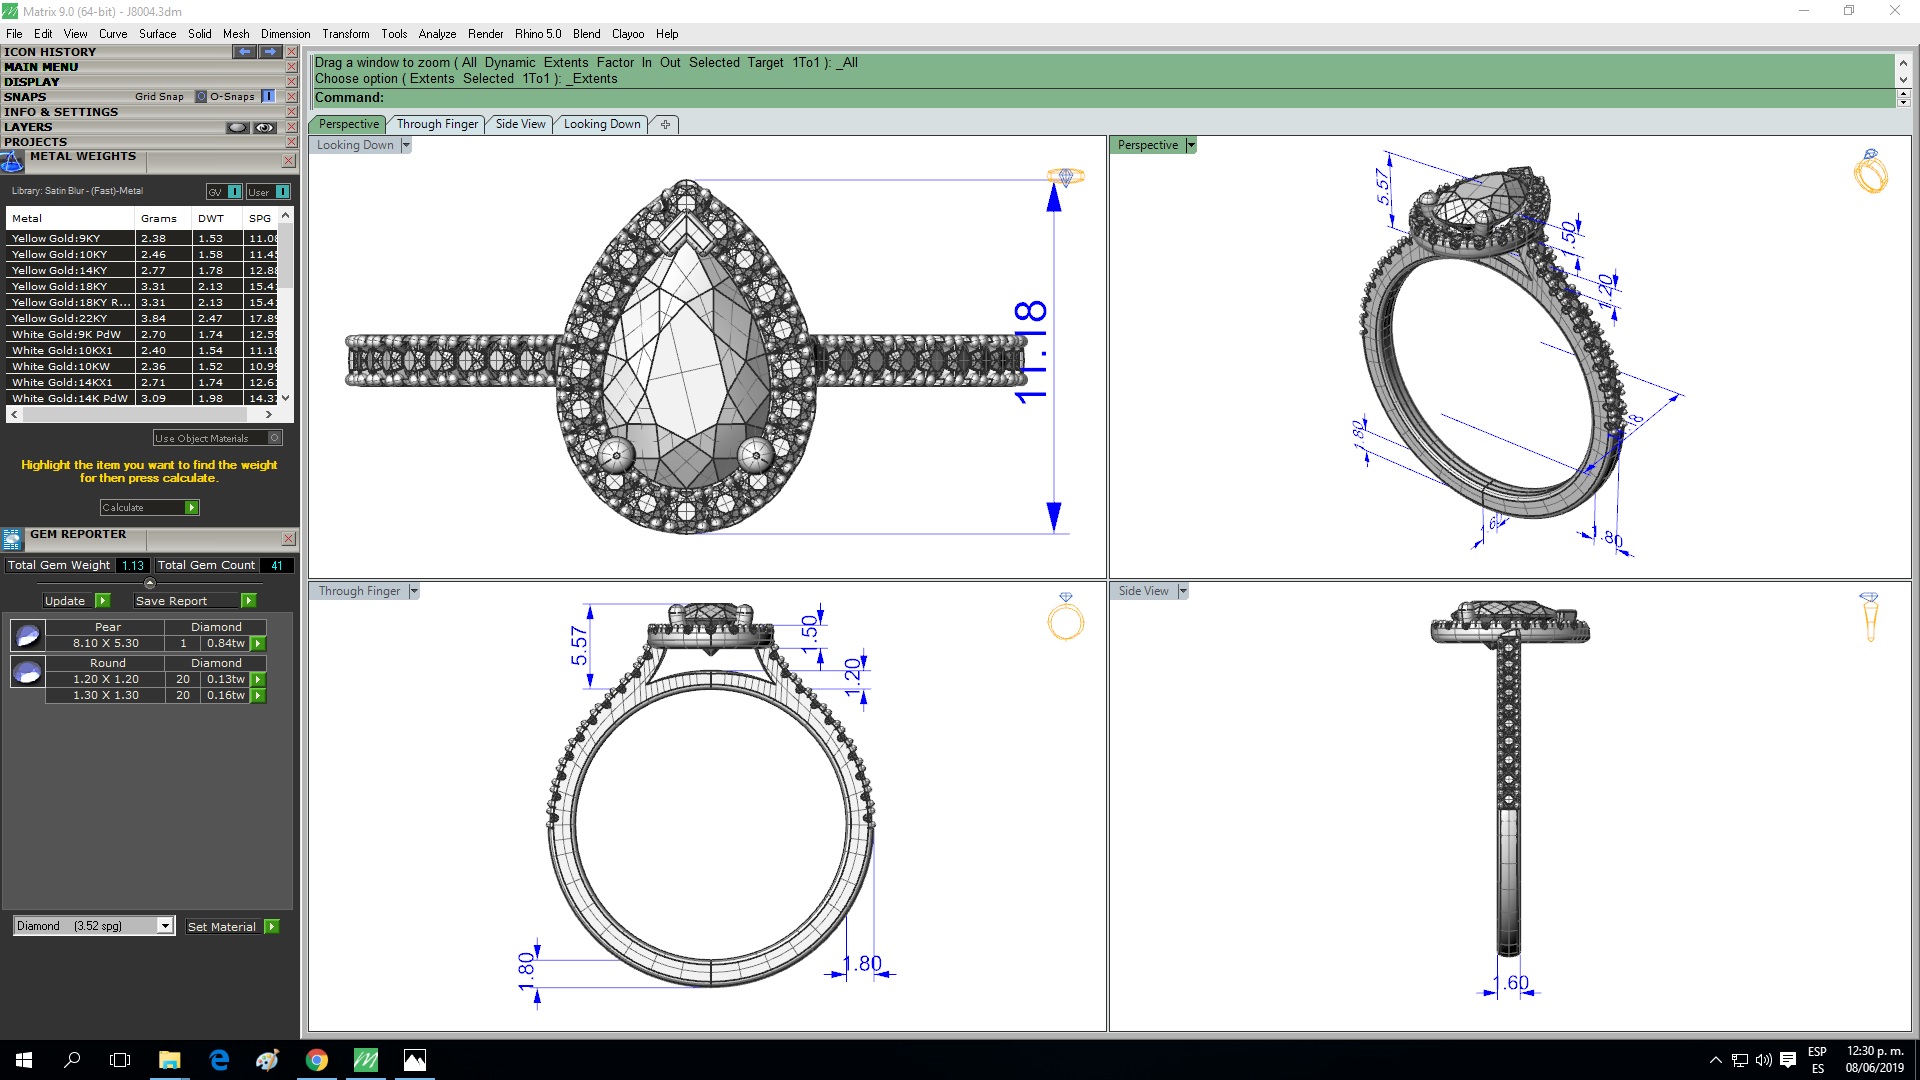 Matrix 9.0 (64-bit) - J8004.3dm
File Edit View Curve Surface Solid Mesh Dimension Transform Tools Analyze Render Rhino 5.0 Blend Clayoo Help
ICON HISTORY
MAIN MENU
DISPLAY
SNAPS Grid Snap O-Snaps
INFO & SETTINGS
LAYERS
PROJECTS
METAL WEIGHTS
Library: Satin Blur - (Fast)-Metal GV User
Metal Grams DWT SPG
Yellow Gold:9KY 2.38 1.53 11.0
Yellow Gold:10KY 2.46 1.58 11.4
Yellow Gold:14KY 2.77 1.78 12.8
Yellow Gold:18KY 3.31 2.13 15.4
Yellow Gold:18KY R... 3.31 2.13 15.4
Yellow Gold:22KY 3.84 2.47 17.8
White Gold:9K PdW 2.70 1.74 12.5
White Gold:10KX1 2.40 1.54 11.1
White Gold:10KW 2.36 1.52 10.9
White Gold:14KX1 2.71 1.74 12.6
White Gold:14K PdW 3.09 1.98 14.3
Use Object Materials
Highlight the item you want to find the weight
for then press calculate.
Calculate
GEM REPORTER
Total Gem Weight 1.13 Total Gem Count 41
Update Save Report
Pear Diamond
8.10 X 5.30 1 0.84tw
Round Diamond
1.20 X 1.20 20 0.13tw
1.30 X 1.30 20 0.16tw
Diamond (3.52 spg) Set Material
Drag a window to zoom ( All Dynamic Extents Factor In Out Selected Target 1To1 ): _All
Choose option ( Extents Selected 1To1 ): _Extents
Command:
Perspective Through Finger Side View Looking Down
Looking Down
11.18
Perspective
5.57
1.50
1.20
1.80
1.60
1.80
Through Finger
5.57
1.50
1.20
1.80
1.80
Side View
1.60
ESP
ES
12:30 p. m.
08/06/2019